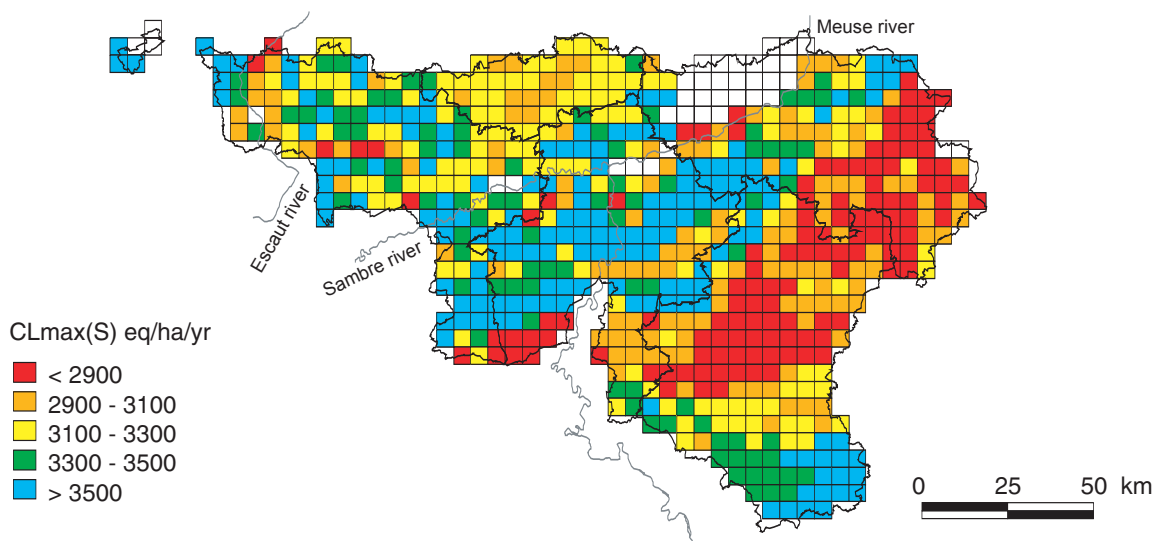 Meuse river
Escaut river
Sambre river
CLmax(S) eq/ha/yr
< 2900
2900 - 3100
3100 - 3300
3300 - 3500
> 3500
0 25 50 km